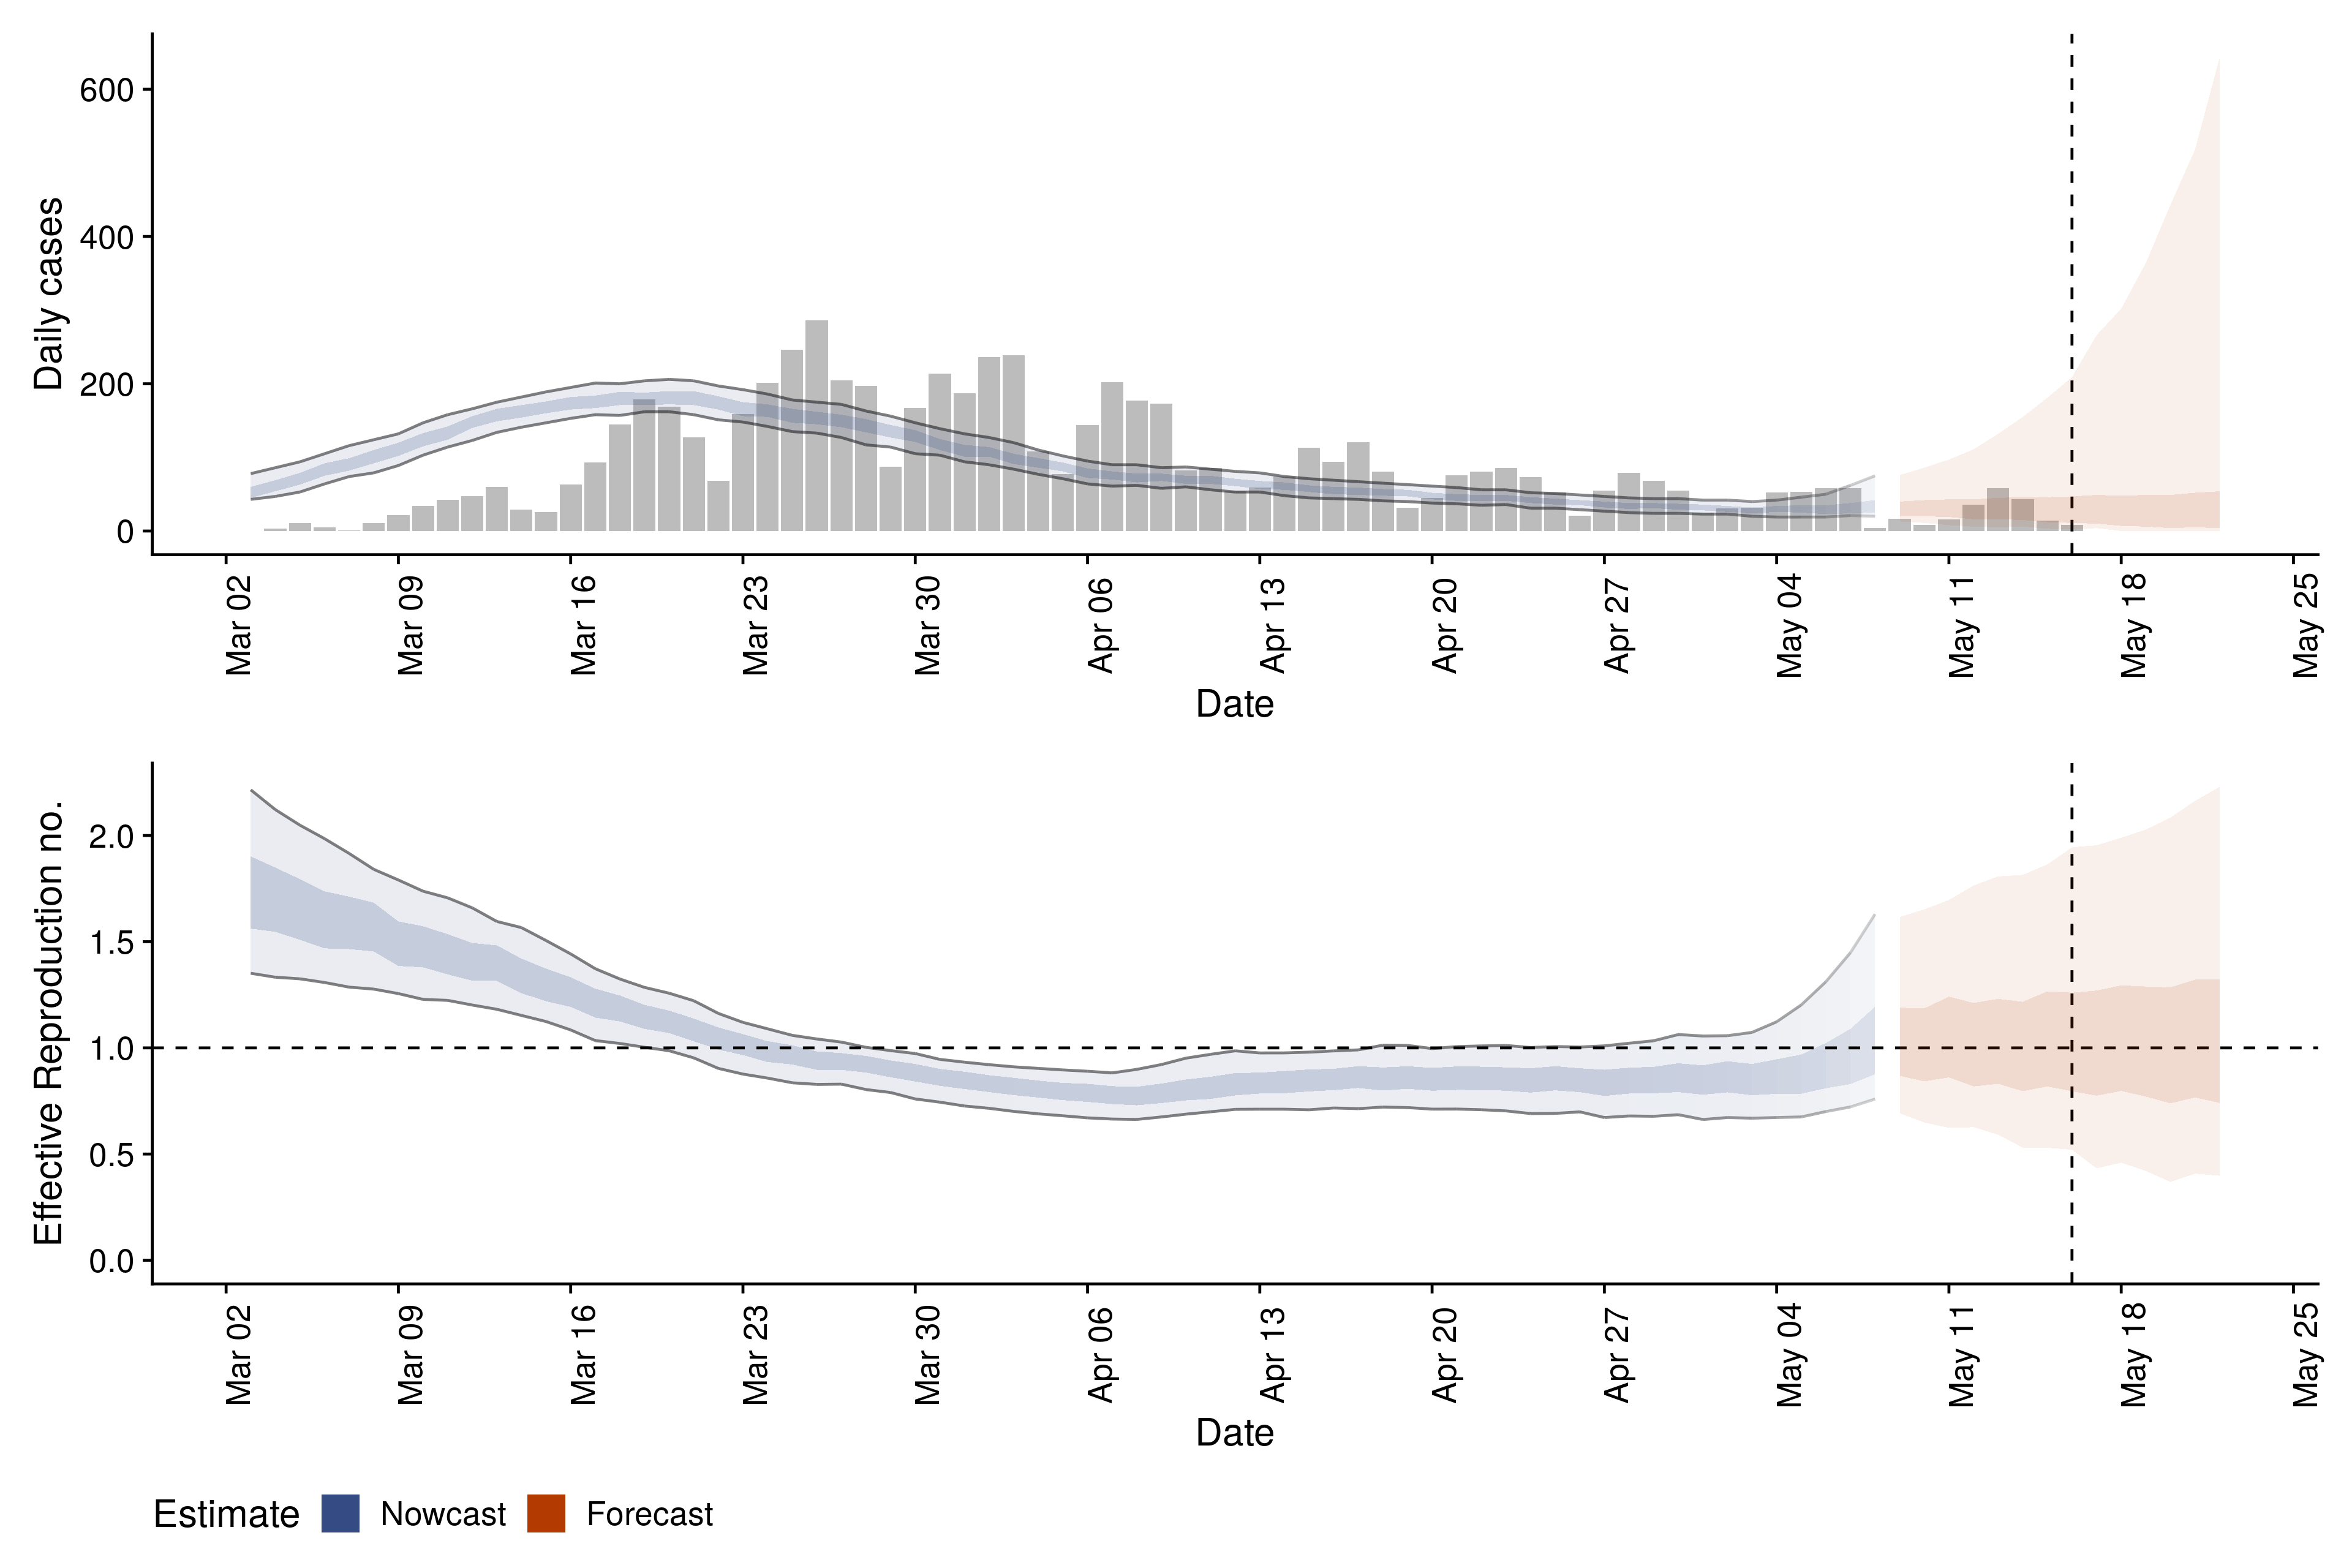 Daily cases
600
400
200
0
Mar 02
Mar 09
Mar 16
Mar 23
Mar 30
Apr 06
Apr 13
Apr 20
Apr 27
May 04
May 11
May 18
May 25
Date
Effective Reproduction no.
2.0
1.5
1.0
0.5
0.0
Mar 02
Mar 09
Mar 16
Mar 23
Mar 30
Apr 06
Apr 13
Apr 20
Apr 27
May 04
May 11
May 18
May 25
Date
Estimate Nowcast Forecast